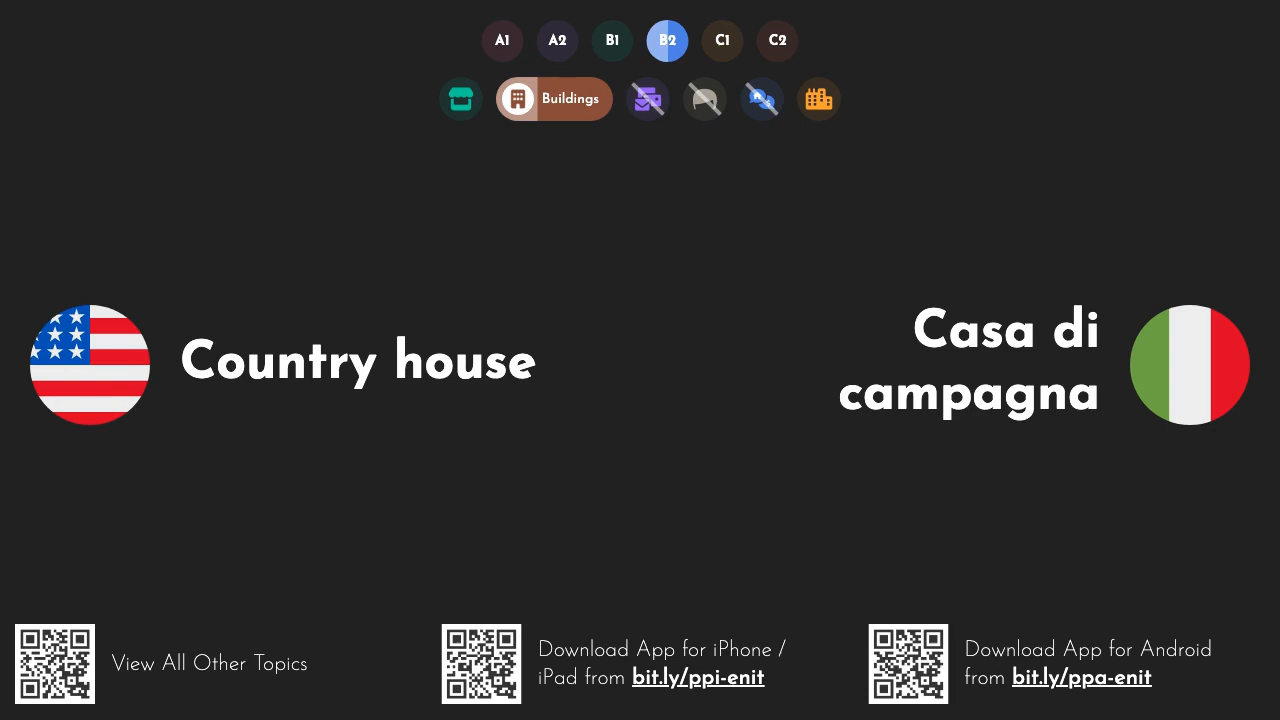 A1 A2 B1 B2 C1 C2
Buildings
Country house
Casa di
campagna
View All Other Topics
Download App for iPhone /
iPad from bit.ly/ppi-enit
Download App for Android
from bit.ly/ppa-enit